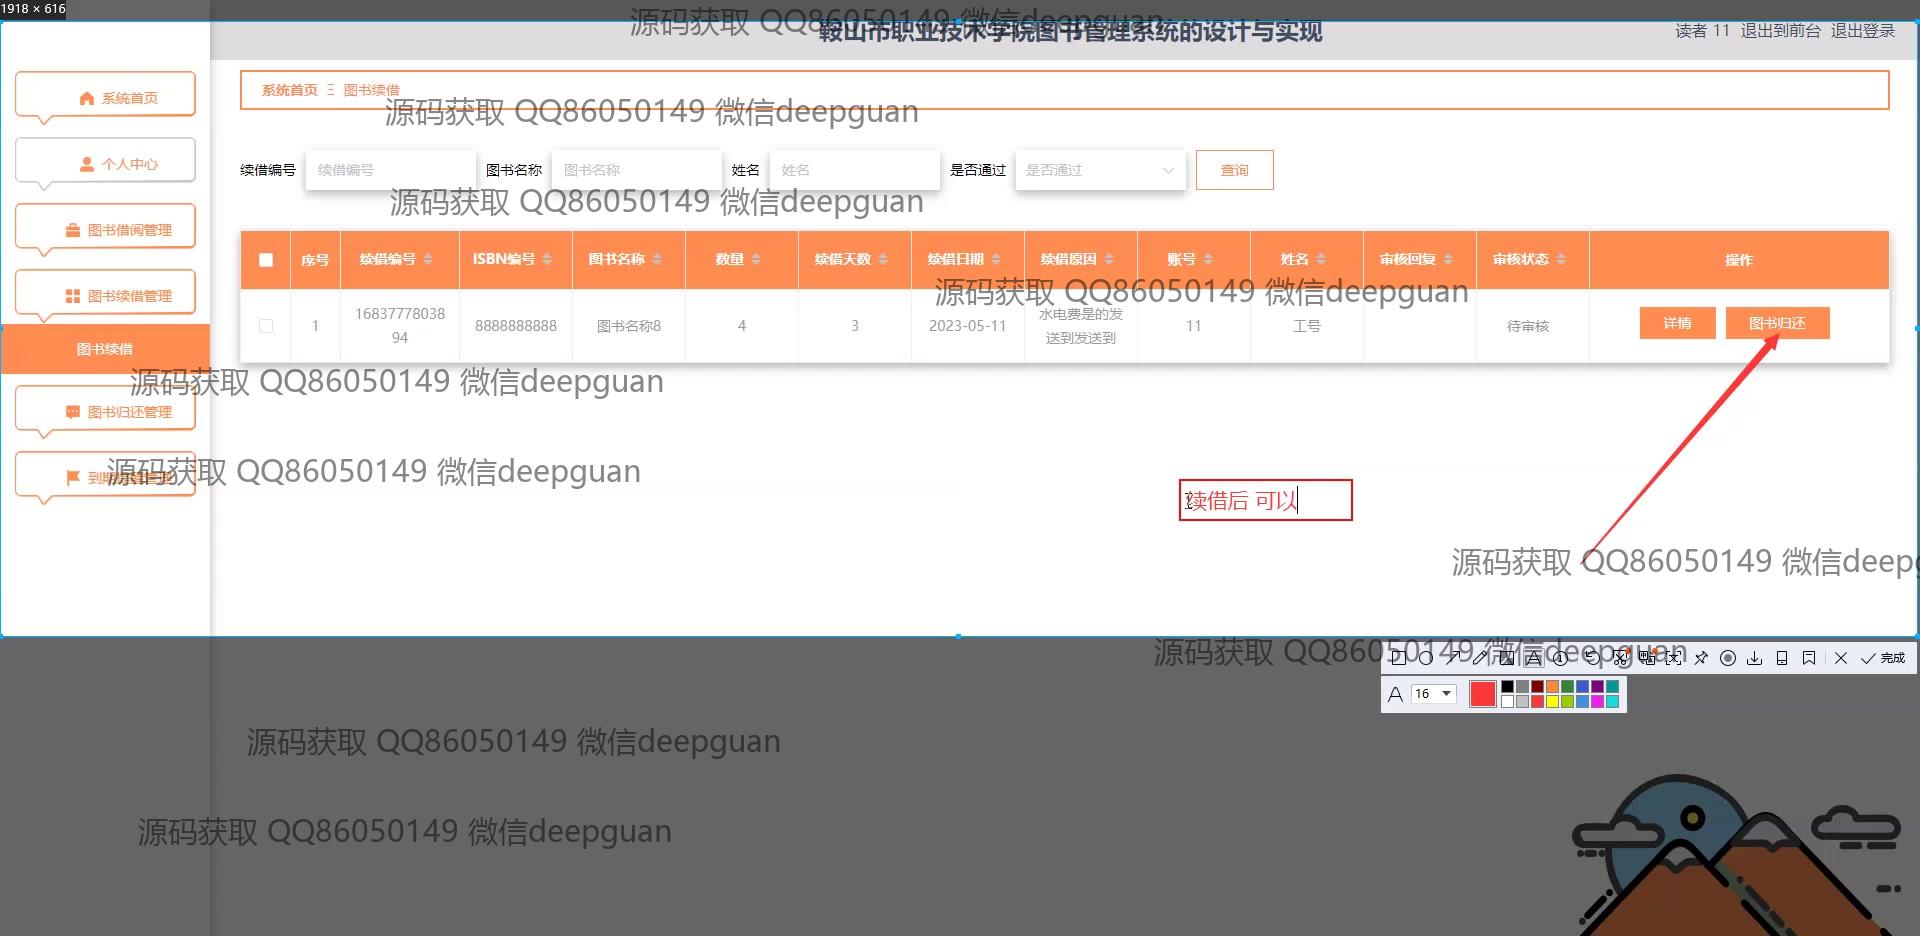 1918 × 616
源码获取 QQ86050149 微信deepguan
鞍山市职业技术学院图书管理系统的设计与实现
读者 11 退出到前台 退出登录
系统首页
个人中心
图书借阅管理
图书续借管理
图书续借
图书归还管理
系统首页 Ξ 图书续借
源码获取 QQ86050149 微信deepguan
续借编号 续借编号 图书名称 图书名称 姓名 姓名 是否通过 是否通过 查询
源码获取 QQ86050149 微信deepguan
序号 续借编号 ISBN编号 图书名称 数量 续借天数 续借日期 续借原因 账号 姓名 审核回复 审核状态 操作
源码获取 QQ86050149 微信deepguan
1 16837778038 8888888888 图书名称8 4 3 2023-05-11 水电费是的发 11 工号 待审核 详情 图书归还
94 送到发送到
源码获取 QQ86050149 微信deepguan
源码获取 QQ86050149 微信deepguan
续借后 可以
源码获取 QQ86050149 微信deepg
源码获取 QQ86050149 微信deepguan
完成
A 16
源码获取 QQ86050149 微信deepguan
源码获取 QQ86050149 微信deepguan